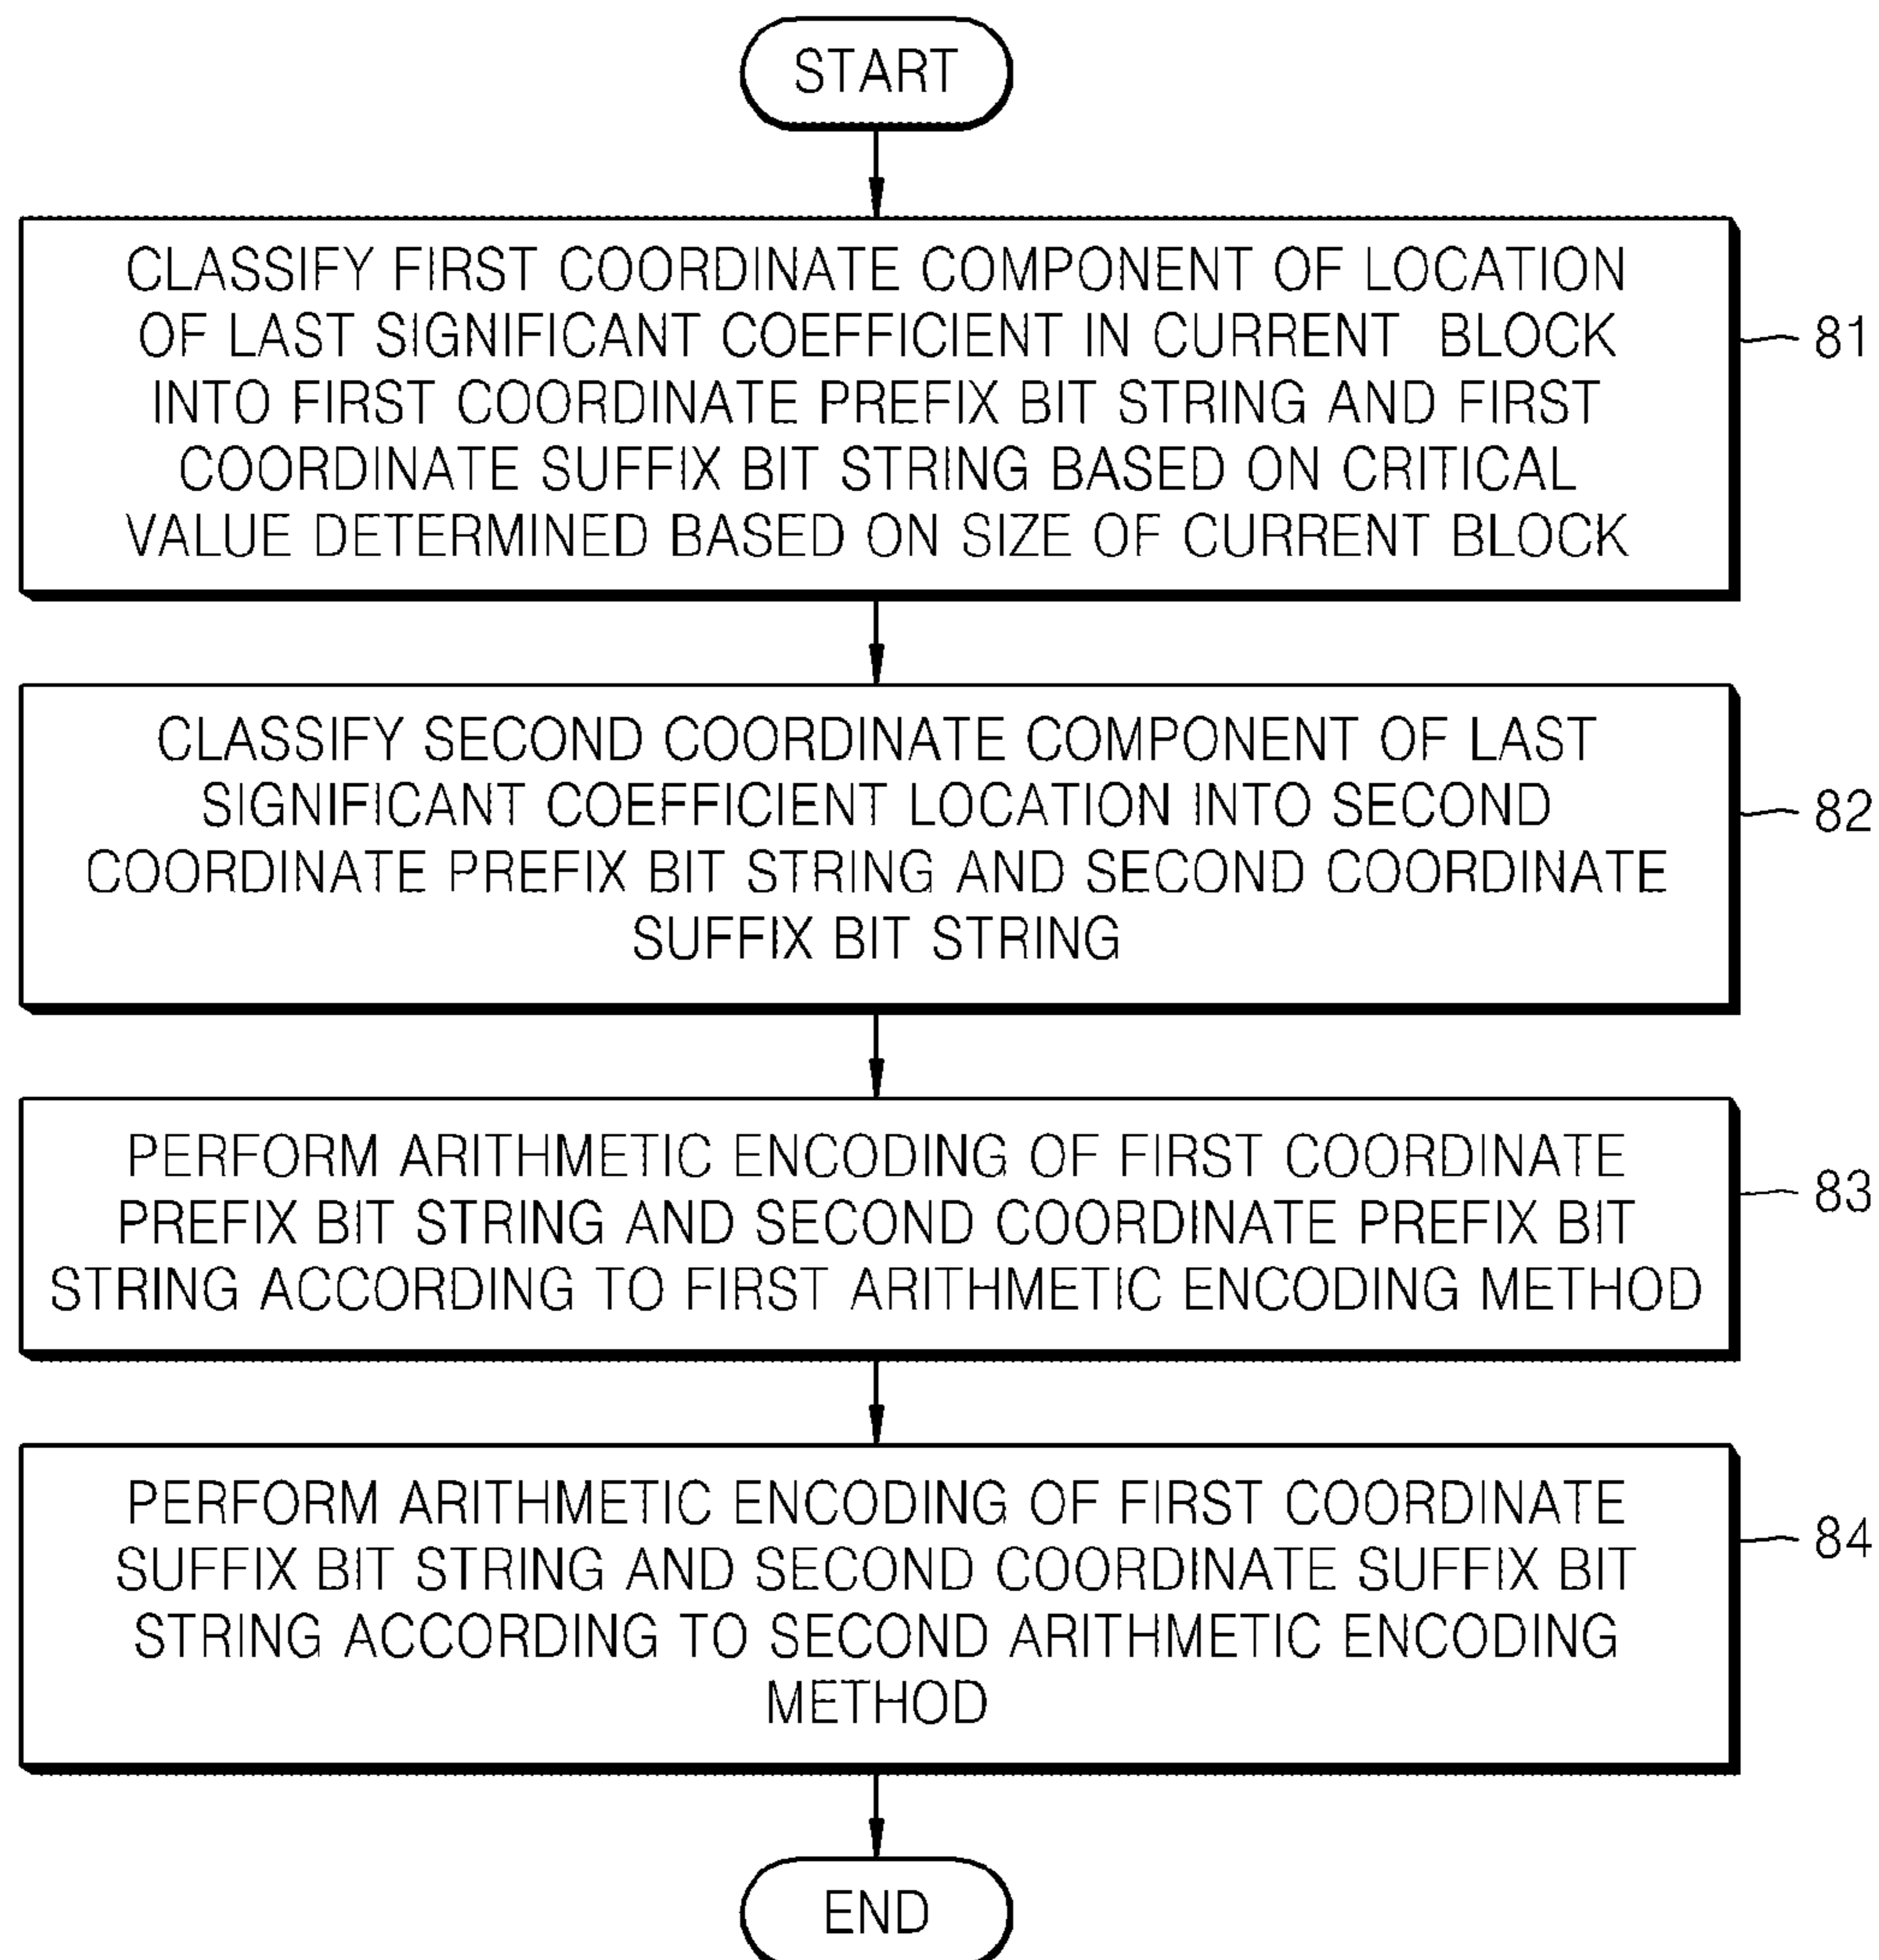 START
CLASSIFY FIRST COORDINATE COMPONENT OF LOCATION
OF LAST SIGNIFICANT COEFFICIENT IN CURRENT BLOCK
INTO FIRST COORDINATE PREFIX BIT STRING AND FIRST
COORDINATE SUFFIX BIT STRING BASED ON CRITICAL
VALUE DETERMINED BASED ON SIZE OF CURRENT BLOCK
81
CLASSIFY SECOND COORDINATE COMPONENT OF LAST
SIGNIFICANT COEFFICIENT LOCATION INTO SECOND
COORDINATE PREFIX BIT STRING AND SECOND COORDINATE
SUFFIX BIT STRING
82
PERFORM ARITHMETIC ENCODING OF FIRST COORDINATE
PREFIX BIT STRING AND SECOND COORDINATE PREFIX BIT
STRING ACCORDING TO FIRST ARITHMETIC ENCODING METHOD
83
PERFORM ARITHMETIC ENCODING OF FIRST COORDINATE
SUFFIX BIT STRING AND SECOND COORDINATE SUFFIX BIT
STRING ACCORDING TO SECOND ARITHMETIC ENCODING
METHOD
84
END